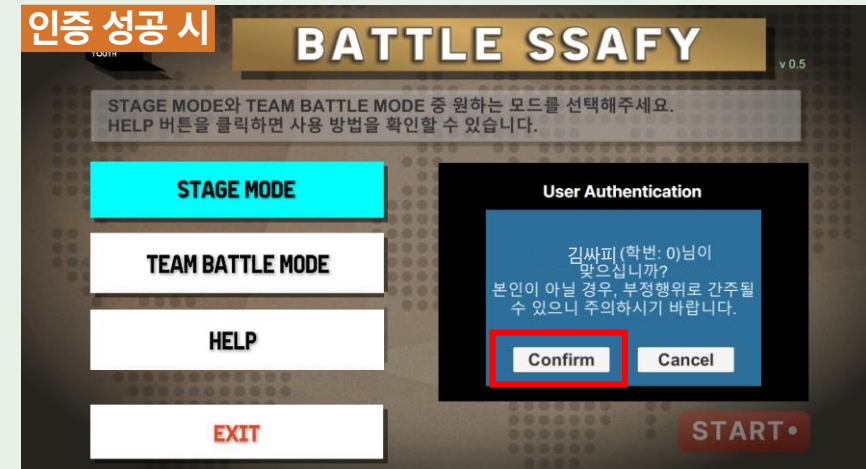 인증 성공 시
YOUTH
BATTLE SSAFY
v 0.5
STAGE MODE와 TEAM BATTLE MODE 중 원하는 모드를 선택해주세요.
HELP 버튼을 클릭하면 사용 방법을 확인할 수 있습니다.
STAGE MODE
TEAM BATTLE MODE
HELP
EXIT
User Authentication
김싸피 (학번: 0)님이
맞으십니까?
본인이 아닐 경우, 부정행위로 간주될
수 있으니 주의하시기 바랍니다.
Confirm
Cancel
START